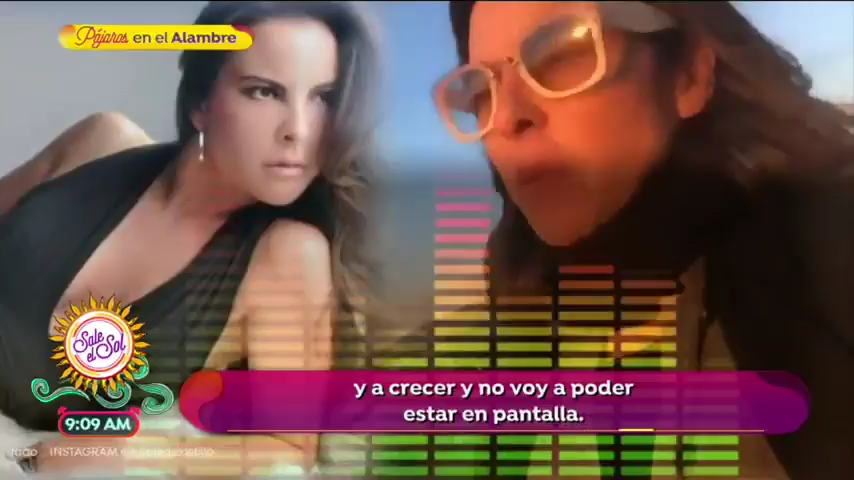 Pájaros en el Alambre
Sale el Sol
9:09 AM
y a crecer y no voy a poder
estar en pantalla.
INSTAGRAM